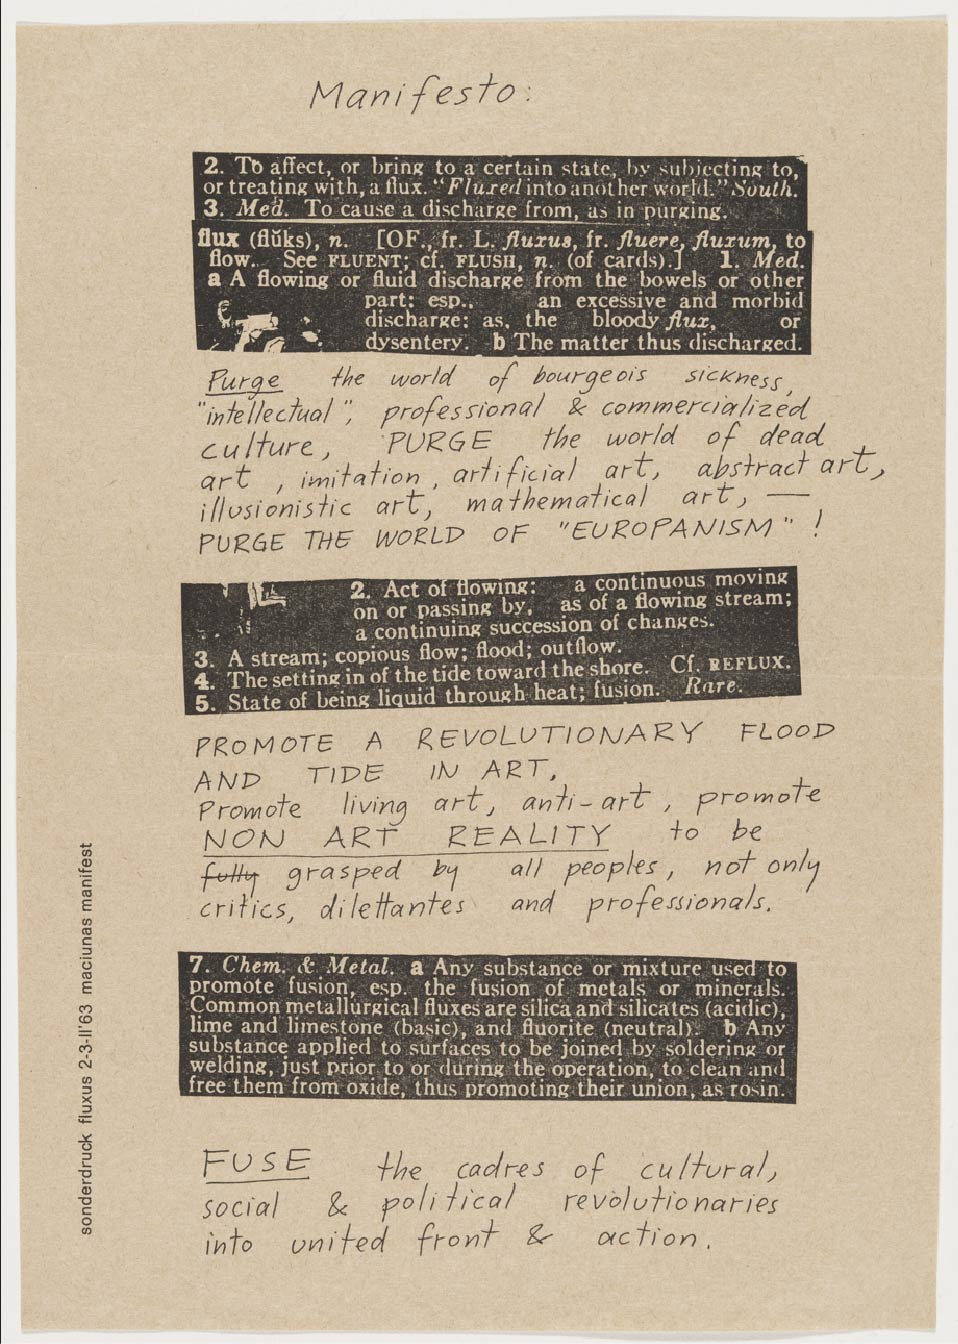 Manifesto:
2. To affect, or bring to a certain state, by subjecting to,
or treating with, a flux. "Fluxed into another world." South.
3. Med. To cause a discharge from, as in purging.
flux (flŭks), n. [OF., fr. L. fluxus, fr. fluere, fluxum, to
flow. See FLUENT; cf. FLUSH, n. (of cards).] 1. Med.
a A flowing or fluid discharge from the bowels or other
part: esp., an excessive and morbid
discharge: as, the bloody flux, or
dysentery. b The matter thus discharged.
Purge the world of bourgeois sickness,
"intellectual", professional & commercialized
culture, PURGE the world of dead
art, imitation, artificial art, abstract art,
illusionistic art, mathematical art, —
PURGE THE WORLD OF "EUROPANISM"!
2. Act of flowing: a continuous moving
on or passing by, as of a flowing stream;
a continuing succession of changes.
3. A stream; copious flow; flood; outflow.
4. The setting in of the tide toward the shore. Cf. REFLUX.
5. State of being liquid through heat; fusion. Rare.
PROMOTE A REVOLUTIONARY FLOOD
AND TIDE IN ART,
Promote living art, anti-art, promote
NON ART REALITY to be
fully grasped by all peoples, not only
critics, dilettantes and professionals.
7. Chem. & Metal. a Any substance or mixture used to
promote fusion, esp. the fusion of metals or minerals.
Common metallurgical fluxes are silica and silicates (acidic),
lime and limestone (basic), and fluorite (neutral). b Any
substance applied to surfaces to be joined by soldering or
welding, just prior to or during the operation, to clean and
free them from oxide, thus promoting their union, as rosin.
FUSE the cadres of cultural,
social & political revolutionaries
into united front & action.
sonderdruck fluxus 2-3-II'63 maciunas manifest